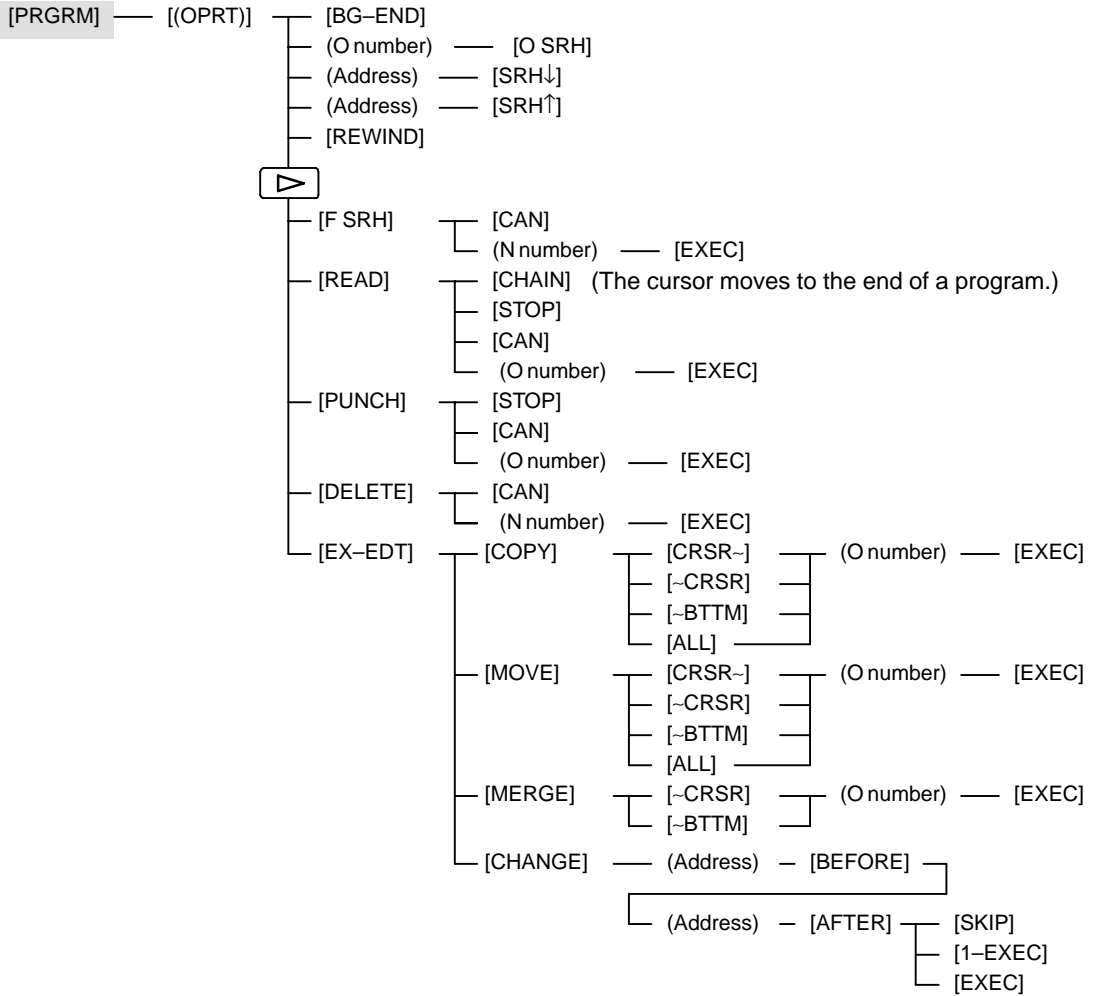 [PRGRM] [(OPRT)] [BG–END]
(O number) [O SRH]
(Address) [SRH↓]
(Address) [SRH↑]
[REWIND]
[F SRH] [CAN]
(N number) [EXEC]
[READ] [CHAIN] (The cursor moves to the end of a program.)
[STOP]
[CAN]
(O number) [EXEC]
[PUNCH] [STOP]
[CAN]
(O number) [EXEC]
[DELETE] [CAN]
(N number) [EXEC]
[EX–EDT] [COPY] [CRSR~] (O number) [EXEC]
[~CRSR]
[~BTTM]
[ALL]
[MOVE] [CRSR~] (O number) [EXEC]
[~CRSR]
[~BTTM]
[ALL]
[MERGE] [~CRSR] (O number) [EXEC]
[~BTTM]
[CHANGE] (Address) [BEFORE]
(Address) [AFTER] [SKIP]
[1–EXEC]
[EXEC]